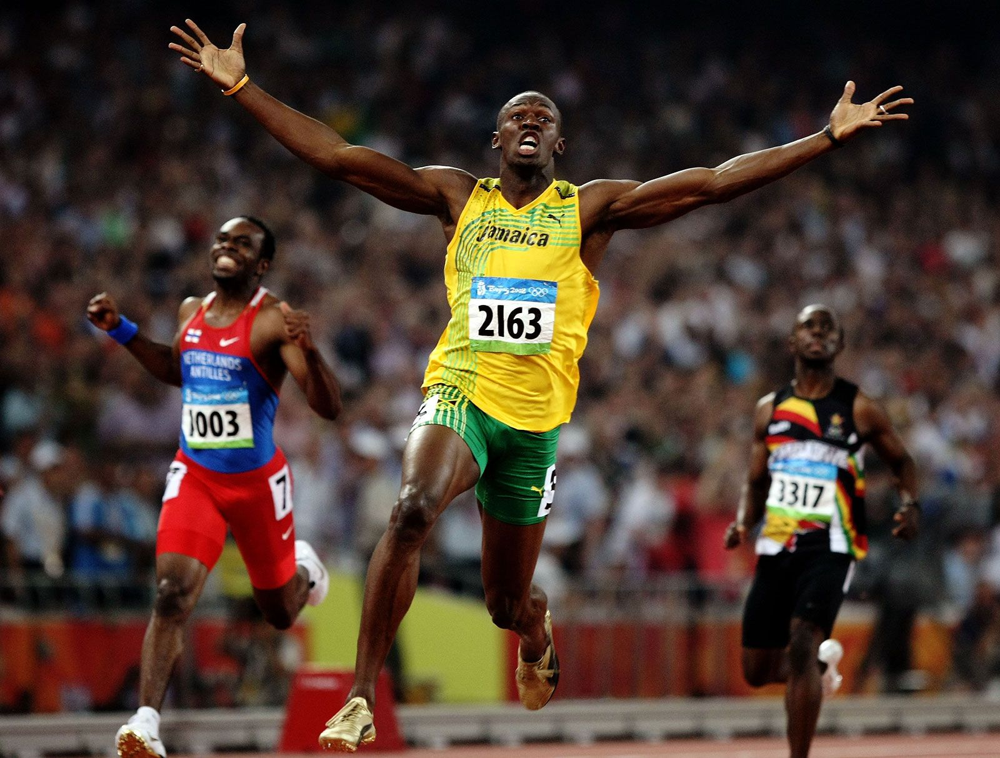 Jamaica
Beijing 2008
2163
NETHERLANDS
ANTILLES
1003
7
3317